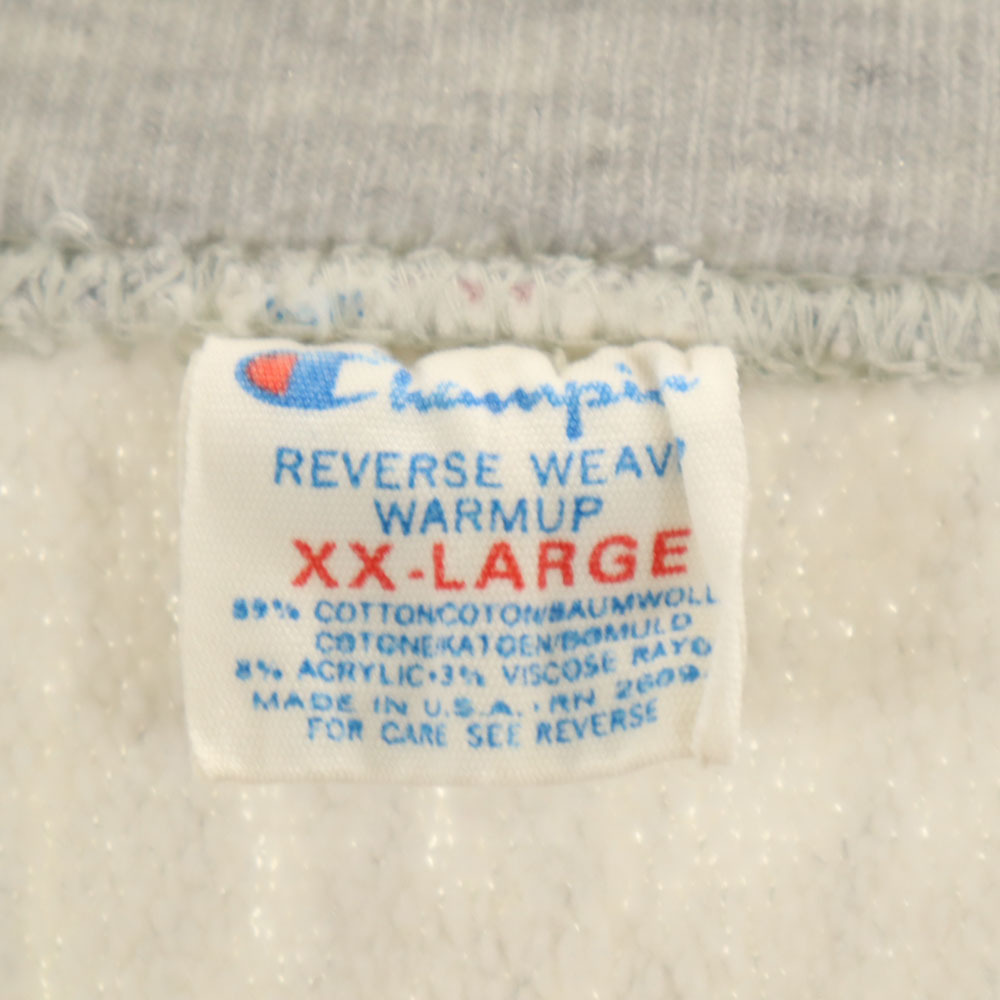 Champion
REVERSE WEAVE
WARMUP
XX-LARGE
89% COTTON/COTON/BAUMWOLL
COTONE/KATOEN/BOMULD
8% ACRYLIC•3% VISCOSE RAYO
MADE IN U.S.A. • RN 26094
FOR CARE SEE REVERSE